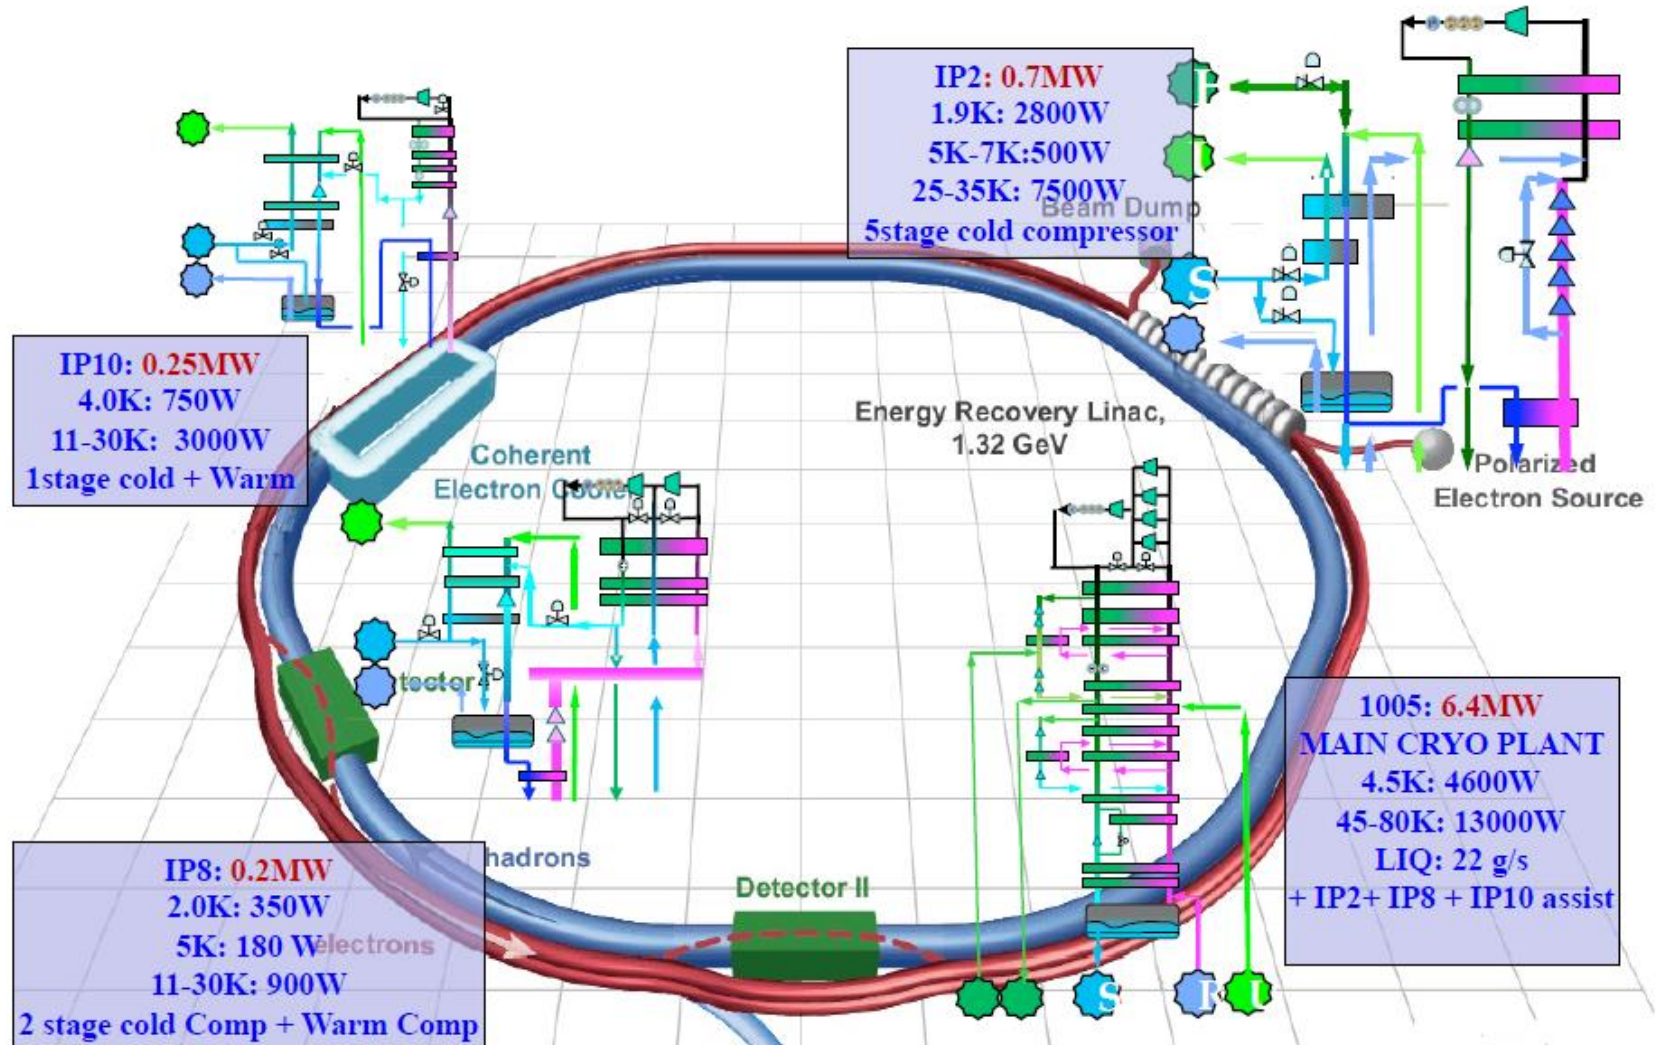 IP2: 0.7MW
1.9K: 2800W
5K-7K:500W
25-35K: 7500W
5stage cold compressor
Beam Dump
S
IP10: 0.25MW
4.0K: 750W
11-30K: 3000W
1stage cold + Warm
Energy Recovery Linac,
1.32 GeV
Coherent
Electron
Polarized
Electron Source
1005: 6.4MW
MAIN CRYO PLANT
4.5K: 4600W
45-80K: 13000W
LIQ: 22 g/s
+ IP2+ IP8 + IP10 assist
hadrons
IP8: 0.2MW
2.0K: 350W
5K: 180 W
electrons
11-30K: 900W
2 stage cold Comp + Warm Comp
Detector II
S